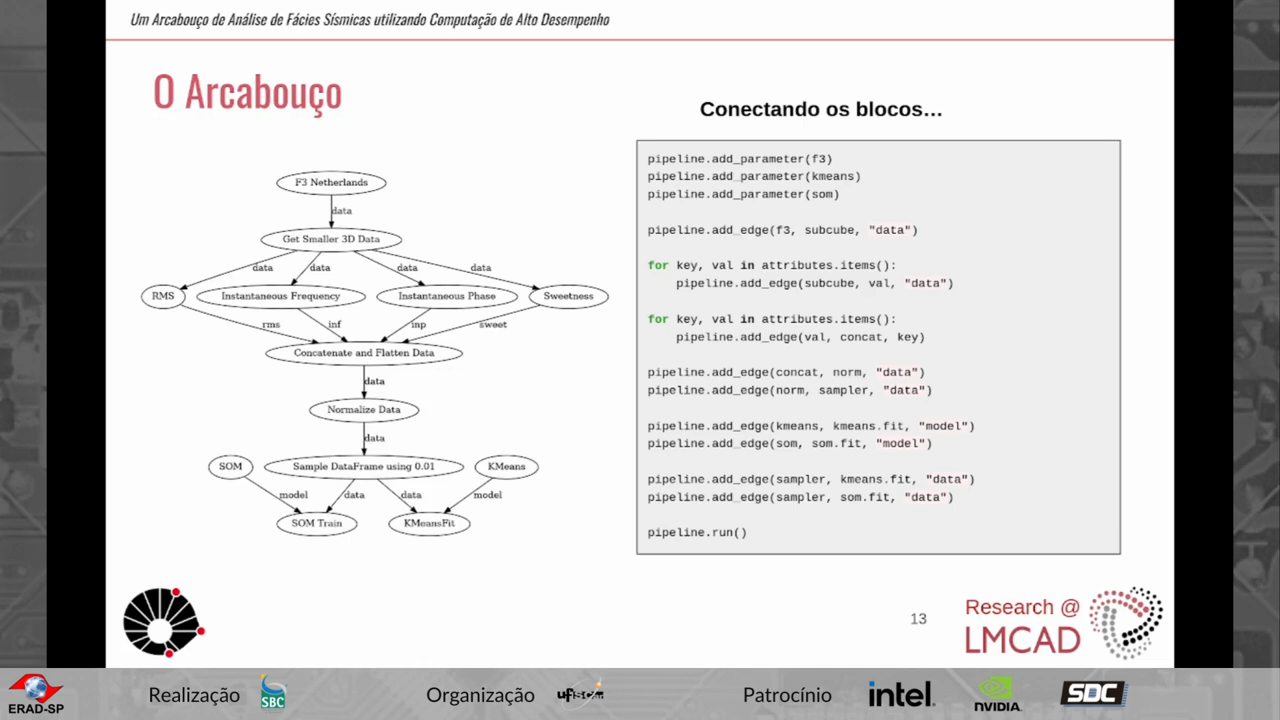 Um Arcabouço de Análise de Fácies Sísmicas utilizando Computação de Alto Desempenho
O Arcabouço
Conectando os blocos...
F3 Netherlands
data
Get Smaller 3D Data
data data data data
RMS Instantaneous Frequency Instantaneous Phase Sweetness
rms inf inp sweet
Concatenate and Flatten Data
data
Normalize Data
data
SOM Sample DataFrame using 0.01 KMeans
model data data model
SOM Train KMeansFit
pipeline.add_parameter(f3)
pipeline.add_parameter(kmeans)
pipeline.add_parameter(som)
pipeline.add_edge(f3, subcube, "data")
for key, val in attributes.items():
pipeline.add_edge(subcube, val, "data")
for key, val in attributes.items():
pipeline.add_edge(val, concat, key)
pipeline.add_edge(concat, norm, "data")
pipeline.add_edge(norm, sampler, "data")
pipeline.add_edge(kmeans, kmeans.fit, "model")
pipeline.add_edge(som, som.fit, "model")
pipeline.add_edge(sampler, kmeans.fit, "data")
pipeline.add_edge(sampler, som.fit, "data")
pipeline.run()
13
Research @
LMCAD
ERAD-SP
Realização
SBC
Organização
ufscar
Patrocínio
intel.
NVIDIA.
SDC